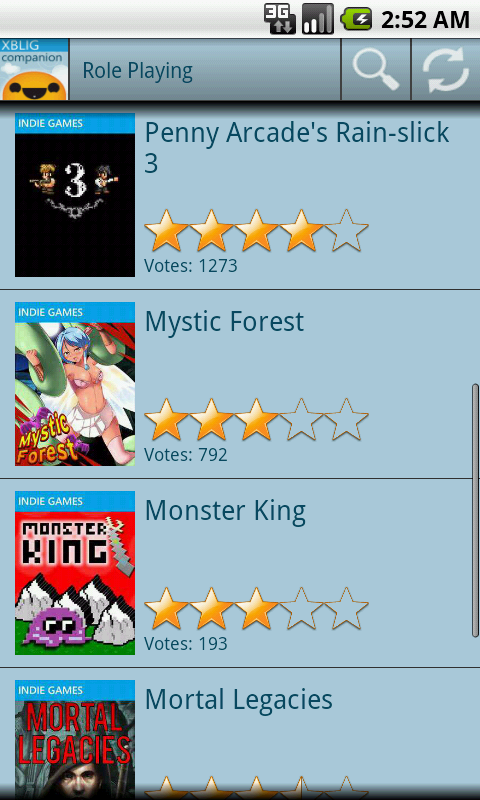 3G
2:52 AM
XBLIG
companion
Role Playing
INDIE GAMES
3
Penny Arcade's Rain-slick
3
Votes: 1273
INDIE GAMES
Mystic
Forest
Mystic Forest
Votes: 792
INDIE GAMES
MONSTER
KING
Monster King
Votes: 193
INDIE GAMES
MORTAL
LEGACIES
Mortal Legacies